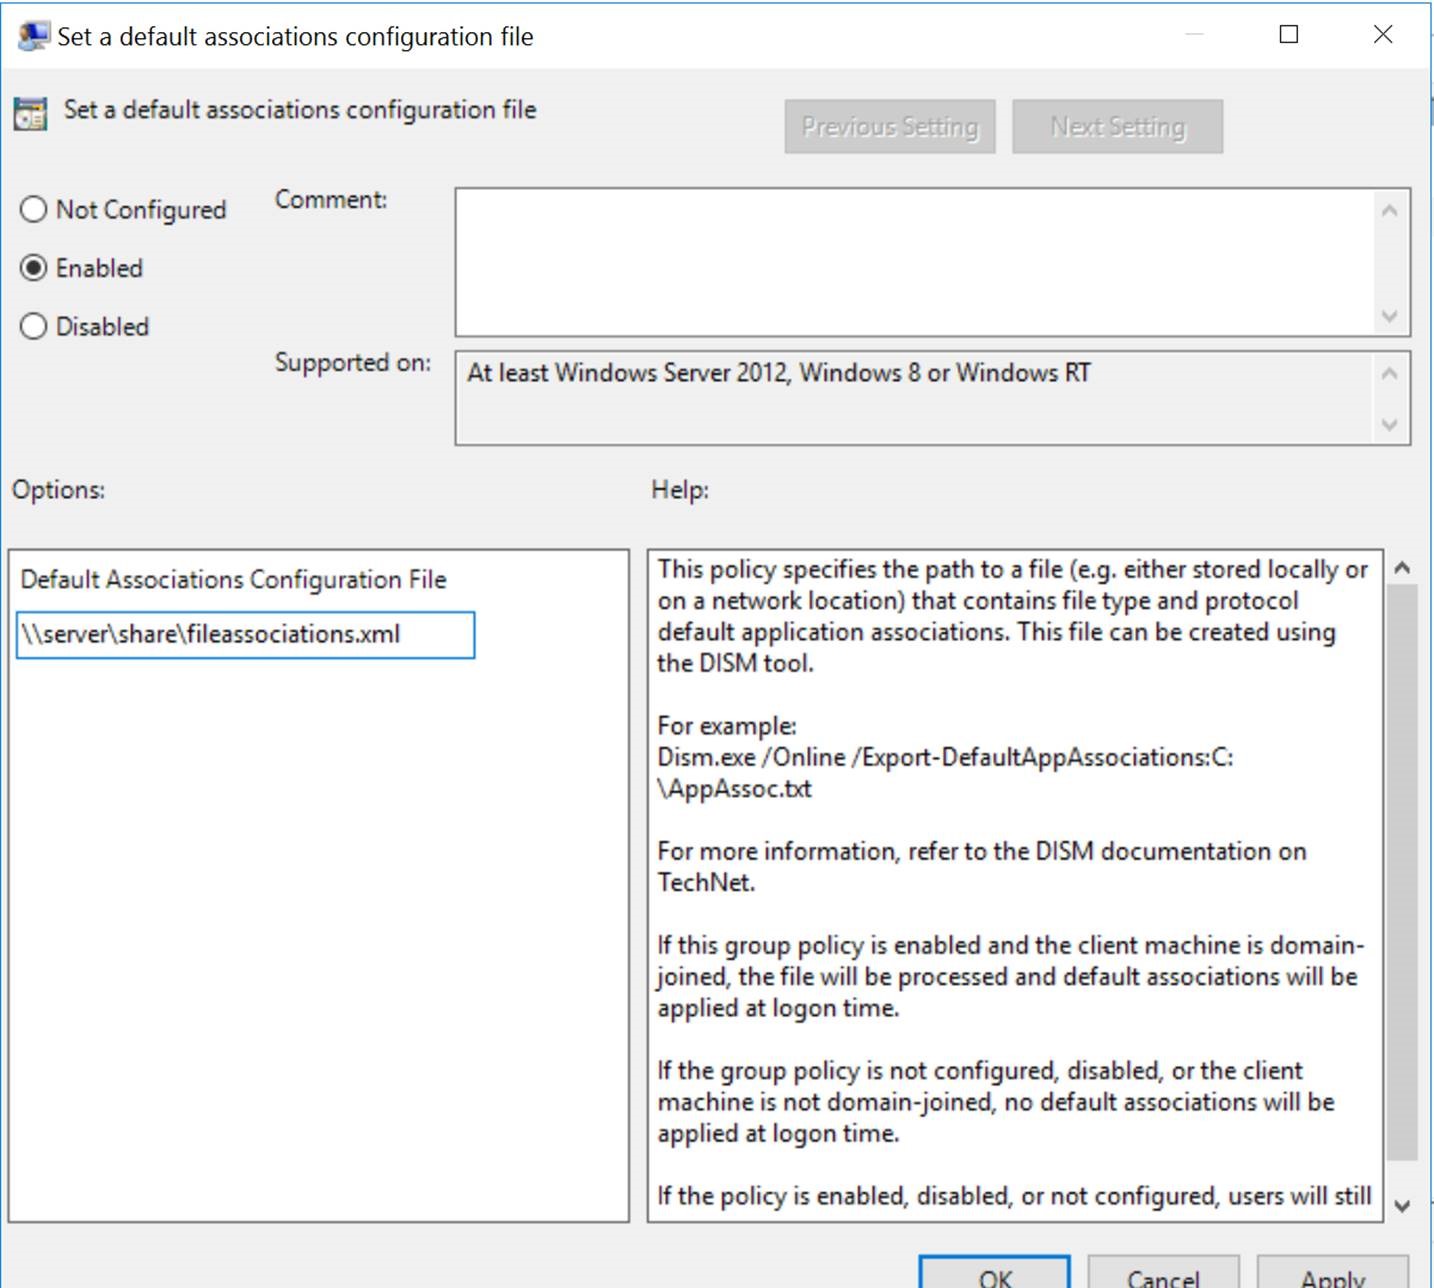 Set a default associations configuration file
Set a default associations configuration file
Previous Setting
Next Setting
Not Configured
Comment:
Enabled
Disabled
Supported on:
At least Windows Server 2012, Windows 8 or Windows RT
Options:
Help:
Default Associations Configuration File
\\server\share\fileassociations.xml
This policy specifies the path to a file (e.g. either stored locally or
on a network location) that contains file type and protocol
default application associations. This file can be created using
the DISM tool.
For example:
Dism.exe /Online /Export-DefaultAppAssociations:C:
\AppAssoc.txt
For more information, refer to the DISM documentation on
TechNet.
If this group policy is enabled and the client machine is domain-
joined, the file will be processed and default associations will be
applied at logon time.
If the group policy is not configured, disabled, or the client
machine is not domain-joined, no default associations will be
applied at logon time.
If the policy is enabled, disabled, or not configured, users will still
OK
Cancel
Apply